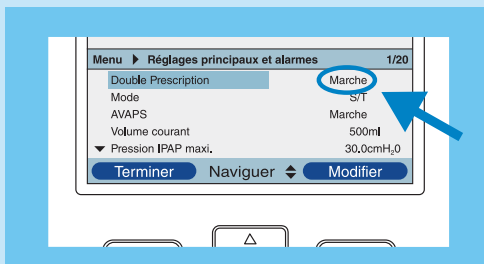 Menu ▶ Réglages principaux et alarmes 1/20
Double Prescription Marche
Mode S/T
AVAPS Marche
Volume courant 500ml
▼ Pression IPAP maxi. 30.0cmH₂0
Terminer Naviguer Modifier